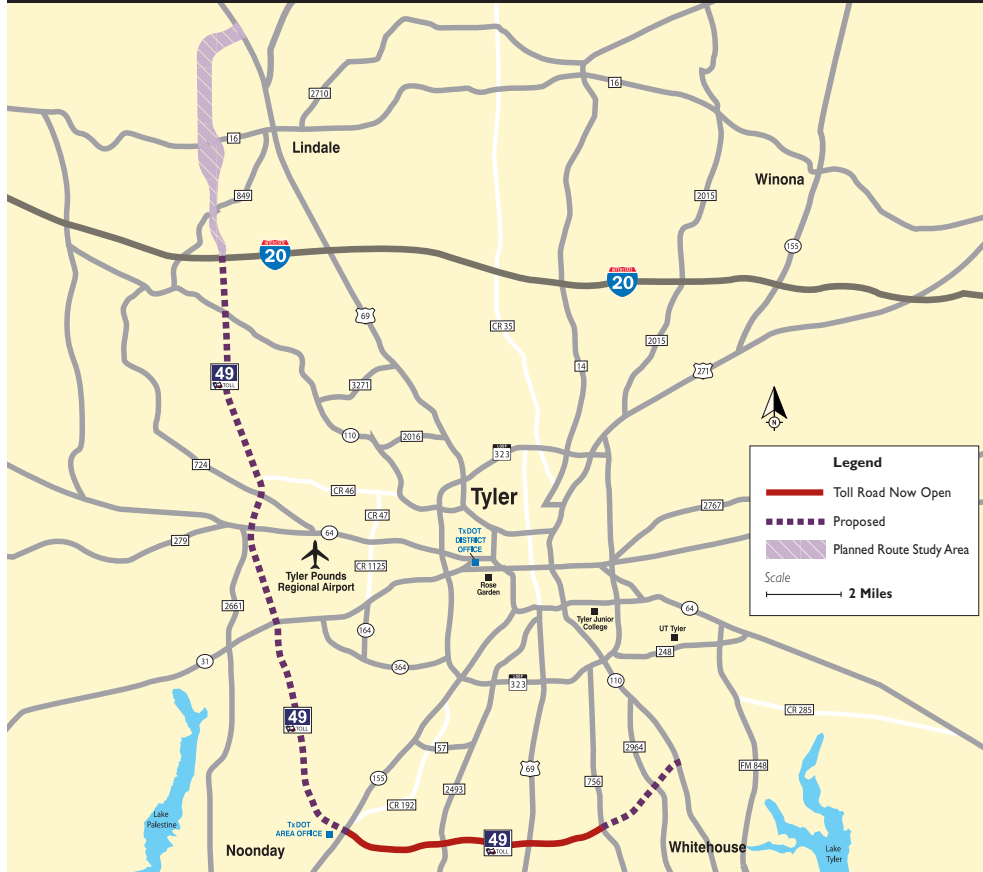 2710
16
16
Lindale
Winona
849
2015
155
INTERSTATE
20
INTERSTATE
20
69
CR 35
2015
14
271
49
TOLL
3271
N
110
2016
LOOP
323
Legend
Toll Road Now Open
Proposed
Planned Route Study Area
Scale
2 Miles
724
CR 46
Tyler
CR 47
2767
279
64
TxDOT
DISTRICT
OFFICE
Tyler Pounds
Regional Airport
CR 1125
Rose
Garden
2661
Tyler Junior
College
64
164
UT Tyler
31
364
248
LOOP
323
110
49
TOLL
CR 285
57
2964
155
69
FM 848
2493
756
CR 192
Lake
Palestine
TxDOT
AREA OFFICE
Noonday
49
TOLL
Whitehouse
Lake
Tyler